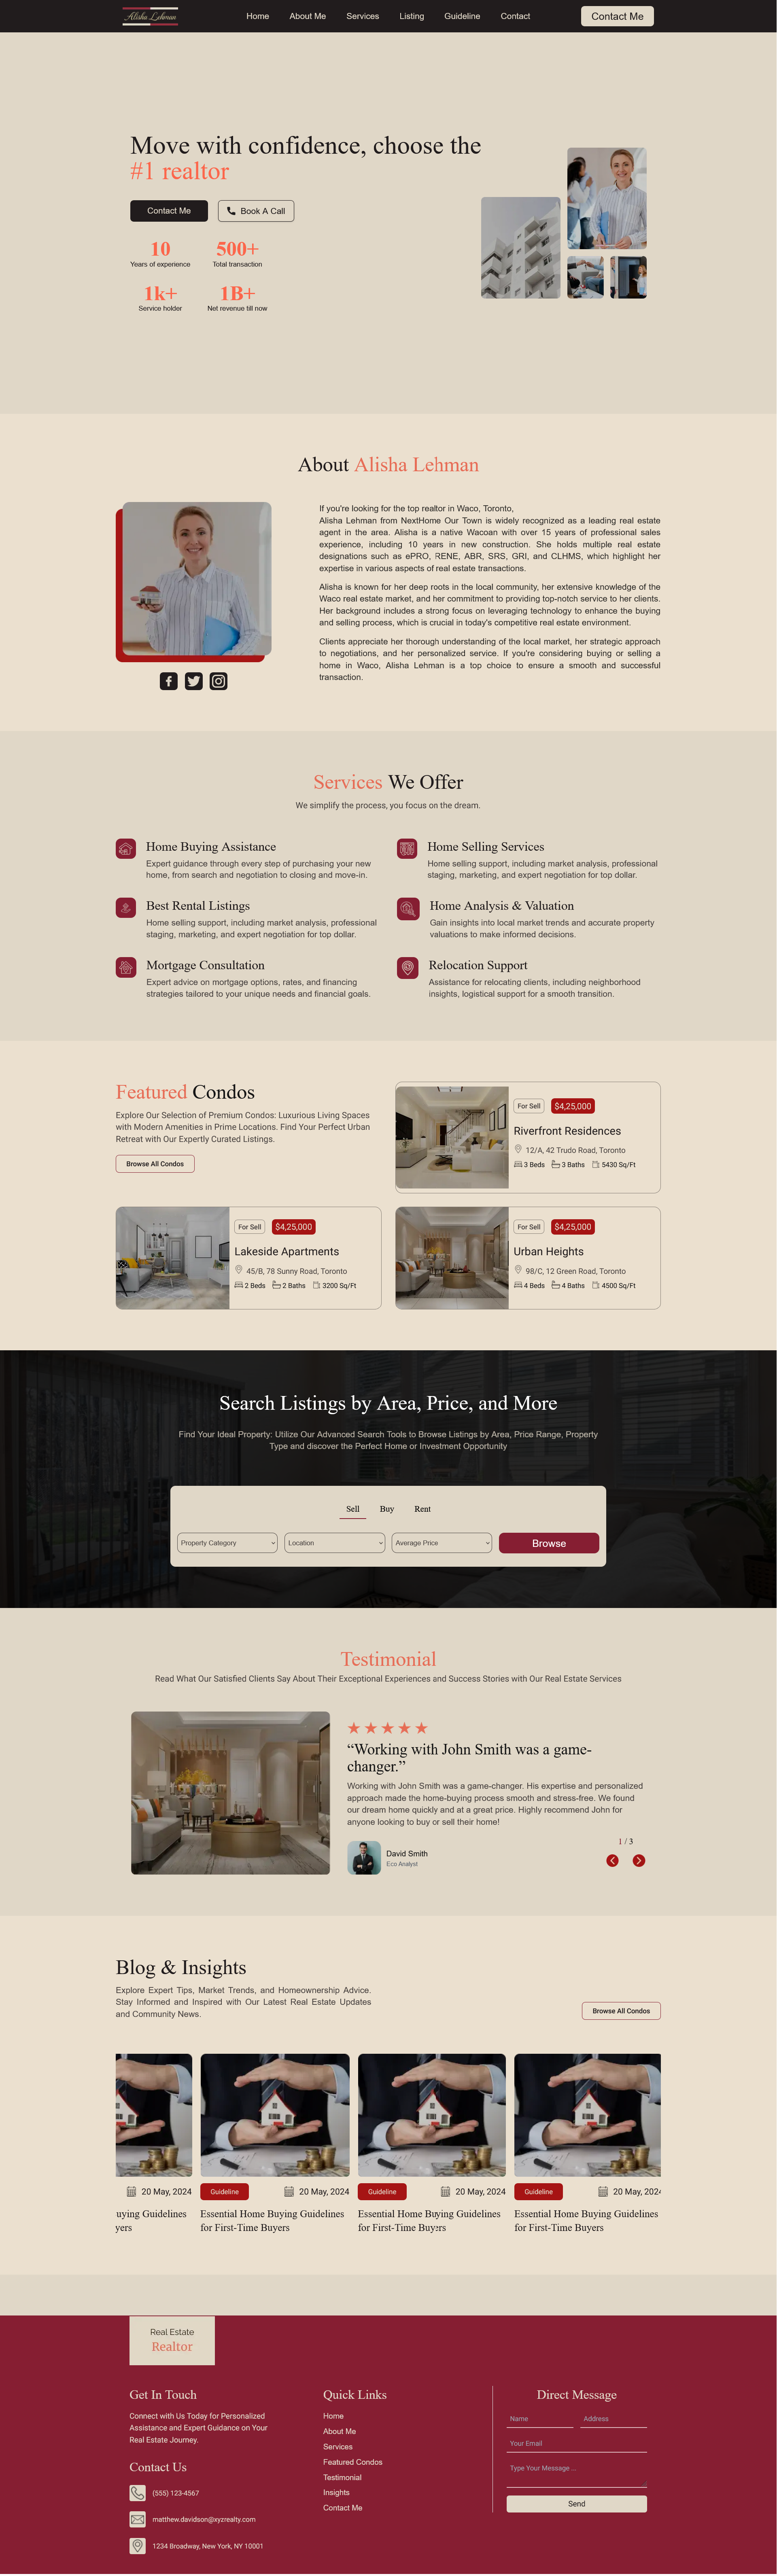 Alisha Lehman
Home
About Me
Services
Listing
Guideline
Contact
Contact Me
Move with confidence, choose the
#1 realtor
Contact Me
Book A Call
10
Years of experience
500+
Total transaction
1k+
Service holder
1B+
Net revenue till now
About Alisha Lehman
If you're looking for the top realtor in Waco, Toronto,
Alisha Lehman from NextHome Our Town is widely recognized as a leading real estate
agent in the area. Alisha is a native Wacoan with over 15 years of professional sales
experience, including 10 years in new construction. She holds multiple real estate
designations such as ePRO, RENE, ABR, SRS, GRI, and CLHMS, which highlight her
expertise in various aspects of real estate transactions.
Alisha is known for her deep roots in the local community, her extensive knowledge of the
Waco real estate market, and her commitment to providing top-notch service to her clients.
Her background includes a strong focus on leveraging technology to enhance the buying
and selling process, which is crucial in today's competitive real estate environment.
Clients appreciate her thorough understanding of the local market, her strategic approach
to negotiations, and her personalized service. If you're considering buying or selling a
home in Waco, Alisha Lehman is a top choice to ensure a smooth and successful
transaction.
Services We Offer
We simplify the process, you focus on the dream.
Home Buying Assistance
Expert guidance through every step of purchasing your new
home, from search and negotiation to closing and move-in.
Home Selling Services
Home selling support, including market analysis, professional
staging, marketing, and expert negotiation for top dollar.
Best Rental Listings
Home selling support, including market analysis, professional
staging, marketing, and expert negotiation for top dollar.
Home Analysis & Valuation
Gain insights into local market trends and accurate property
valuations to make informed decisions.
Mortgage Consultation
Expert advice on mortgage options, rates, and financing
strategies tailored to your unique needs and financial goals.
Relocation Support
Assistance for relocating clients, including neighborhood
insights, logistical support for a smooth transition.
Featured Condos
Explore Our Selection of Premium Condos: Luxurious Living Spaces
with Modern Amenities in Prime Locations. Find Your Perfect Urban
Retreat with Our Expertly Curated Listings.
Browse All Condos
For Sell
$4,25,000
Riverfront Residences
12/A, 42 Trudo Road, Toronto
3 Beds
3 Baths
5430 Sq/Ft
For Sell
$4,25,000
Lakeside Apartments
45/B, 78 Sunny Road, Toronto
2 Beds
2 Baths
3200 Sq/Ft
For Sell
$4,25,000
Urban Heights
98/C, 12 Green Road, Toronto
4 Beds
4 Baths
4500 Sq/Ft
Search Listings by Area, Price, and More
Find Your Ideal Property: Utilize Our Advanced Search Tools to Browse Listings by Area, Price Range, Property
Type and discover the Perfect Home or Investment Opportunity
Sell
Buy
Rent
Property Category
Location
Average Price
Browse
Testimonial
Read What Our Satisfied Clients Say About Their Exceptional Experiences and Success Stories with Our Real Estate Services
“Working with John Smith was a game-
changer.”
Working with John Smith was a game-changer. His expertise and personalized
approach made the home-buying process smooth and stress-free. We found
our dream home quickly and at a great price. Highly recommend John for
anyone looking to buy or sell their home!
David Smith
Eco Analyst
1 / 3
Blog & Insights
Explore Expert Tips, Market Trends, and Homeownership Advice.
Stay Informed and Inspired with Our Latest Real Estate Updates
and Community News.
Browse All Condos
20 May, 2024
uying Guidelines
yers
Guideline
20 May, 2024
Essential Home Buying Guidelines
for First-Time Buyers
Guideline
20 May, 2024
Essential Home Buying Guidelines
for First-Time Buyers
Guideline
20 May, 2024
Essential Home Buying Guidelines
for First-Time Buyers
Real Estate
Realtor
Get In Touch
Connect with Us Today for Personalized
Assistance and Expert Guidance on Your
Real Estate Journey.
Contact Us
(555) 123-4567
matthew.davidson@xyzrealty.com
1234 Broadway, New York, NY 10001
Quick Links
Home
About Me
Services
Featured Condos
Testimonial
Insights
Contact Me
Direct Message
Name
Address
Your Email
Type Your Message ...
Send